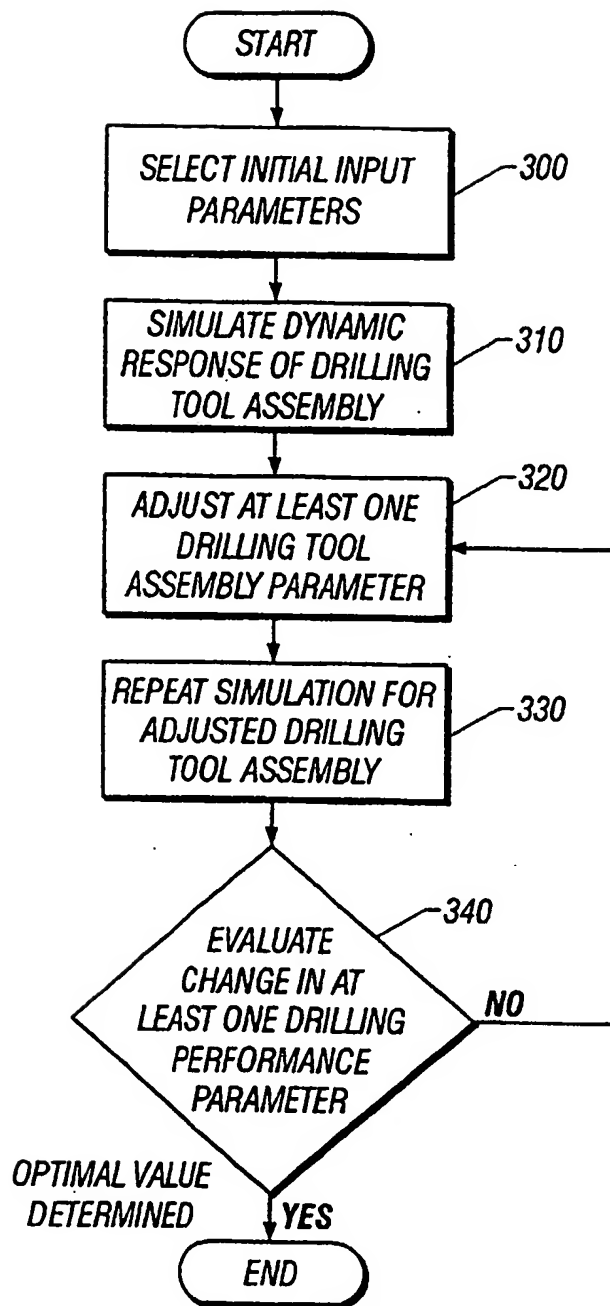 START
SELECT INITIAL INPUT
PARAMETERS
300
SIMULATE DYNAMIC
RESPONSE OF DRILLING
TOOL ASSEMBLY
310
ADJUST AT LEAST ONE
DRILLING TOOL
ASSEMBLY PARAMETER
320
REPEAT SIMULATION FOR
ADJUSTED DRILLING
TOOL ASSEMBLY
330
EVALUATE
CHANGE IN AT
LEAST ONE DRILLING
PERFORMANCE
PARAMETER
340
NO
OPTIMAL VALUE
DETERMINED
YES
END